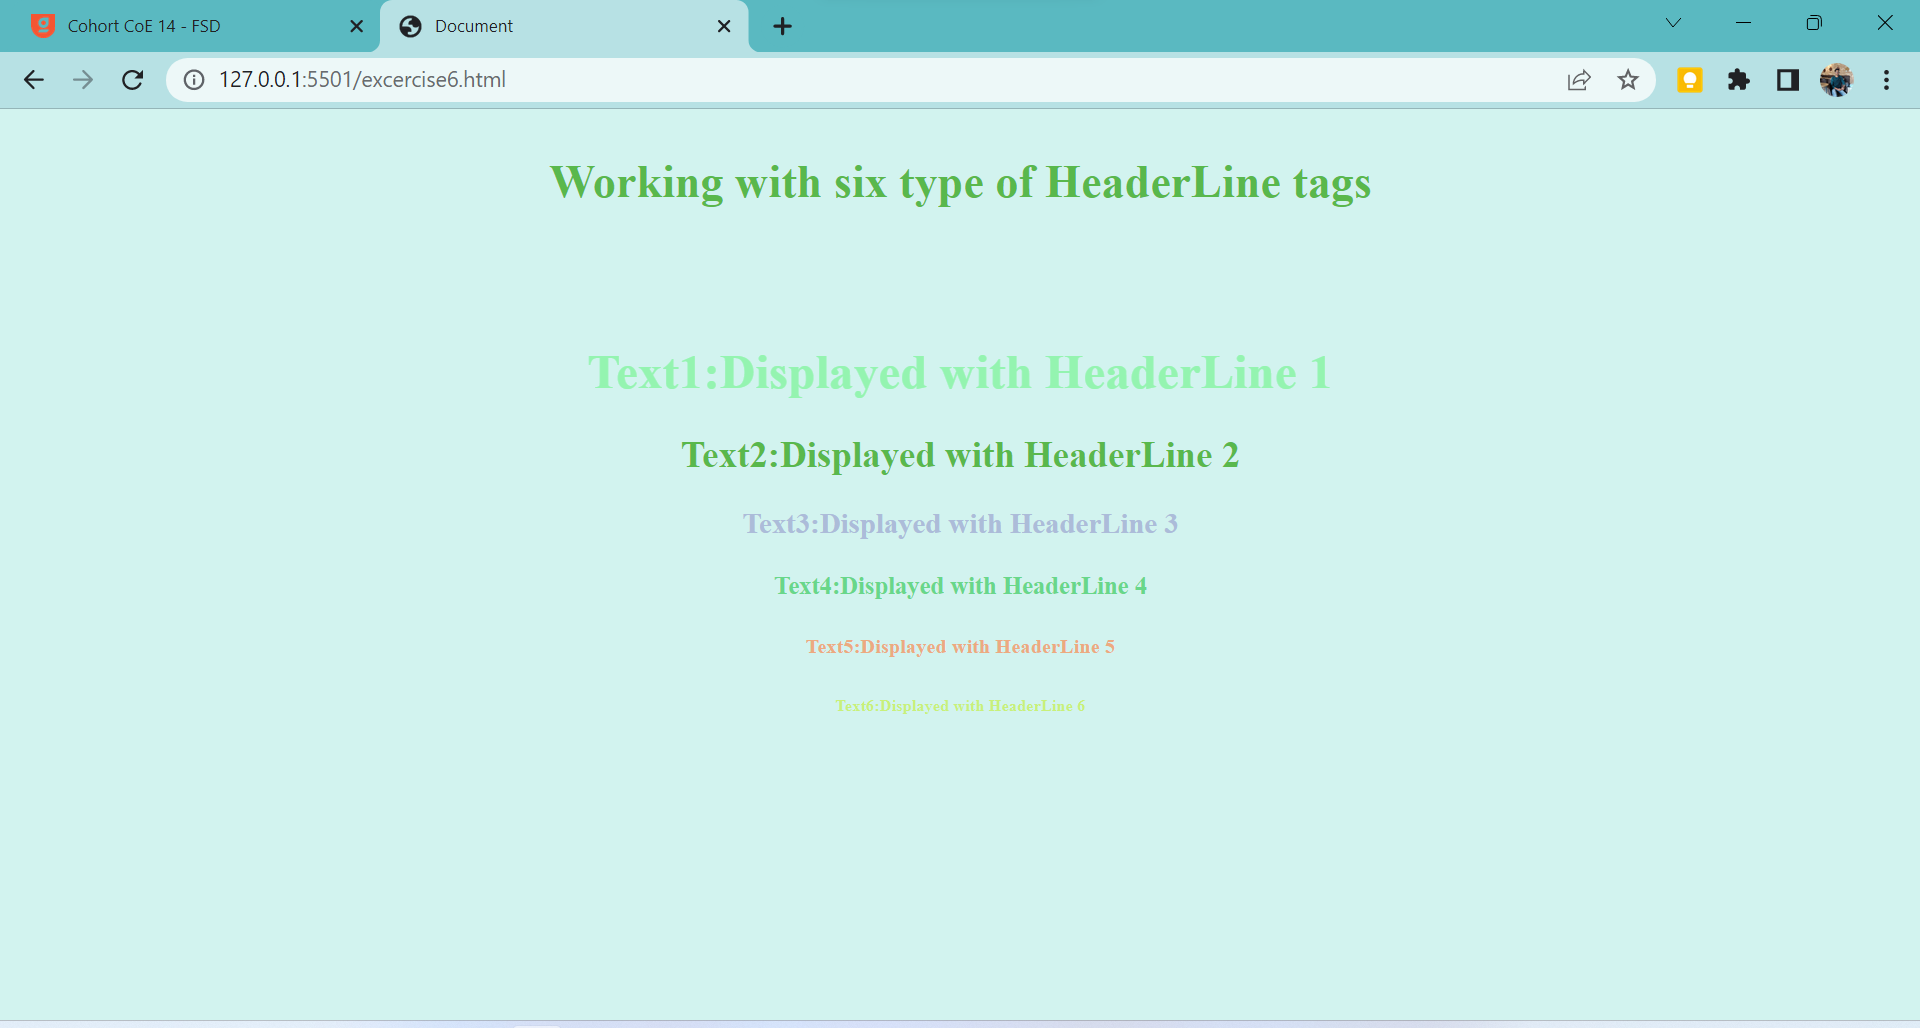 Cohort CoE 14 - FSD
Document
127.0.0.1:5501/excercise6.html
Working with six type of HeaderLine tags
Text1:Displayed with HeaderLine 1
Text2:Displayed with HeaderLine 2
Text3:Displayed with HeaderLine 3
Text4:Displayed with HeaderLine 4
Text5:Displayed with HeaderLine 5
Text6:Displayed with HeaderLine 6